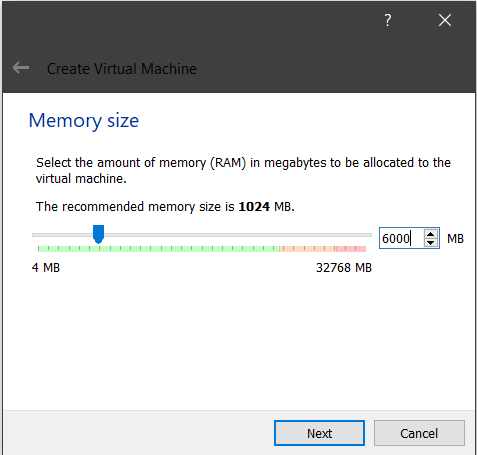 ?
Create Virtual Machine
Memory size
Select the amount of memory (RAM) in megabytes to be allocated to the
virtual machine.
The recommended memory size is 1024 MB.
6000 MB
4 MB 32768 MB
Next Cancel